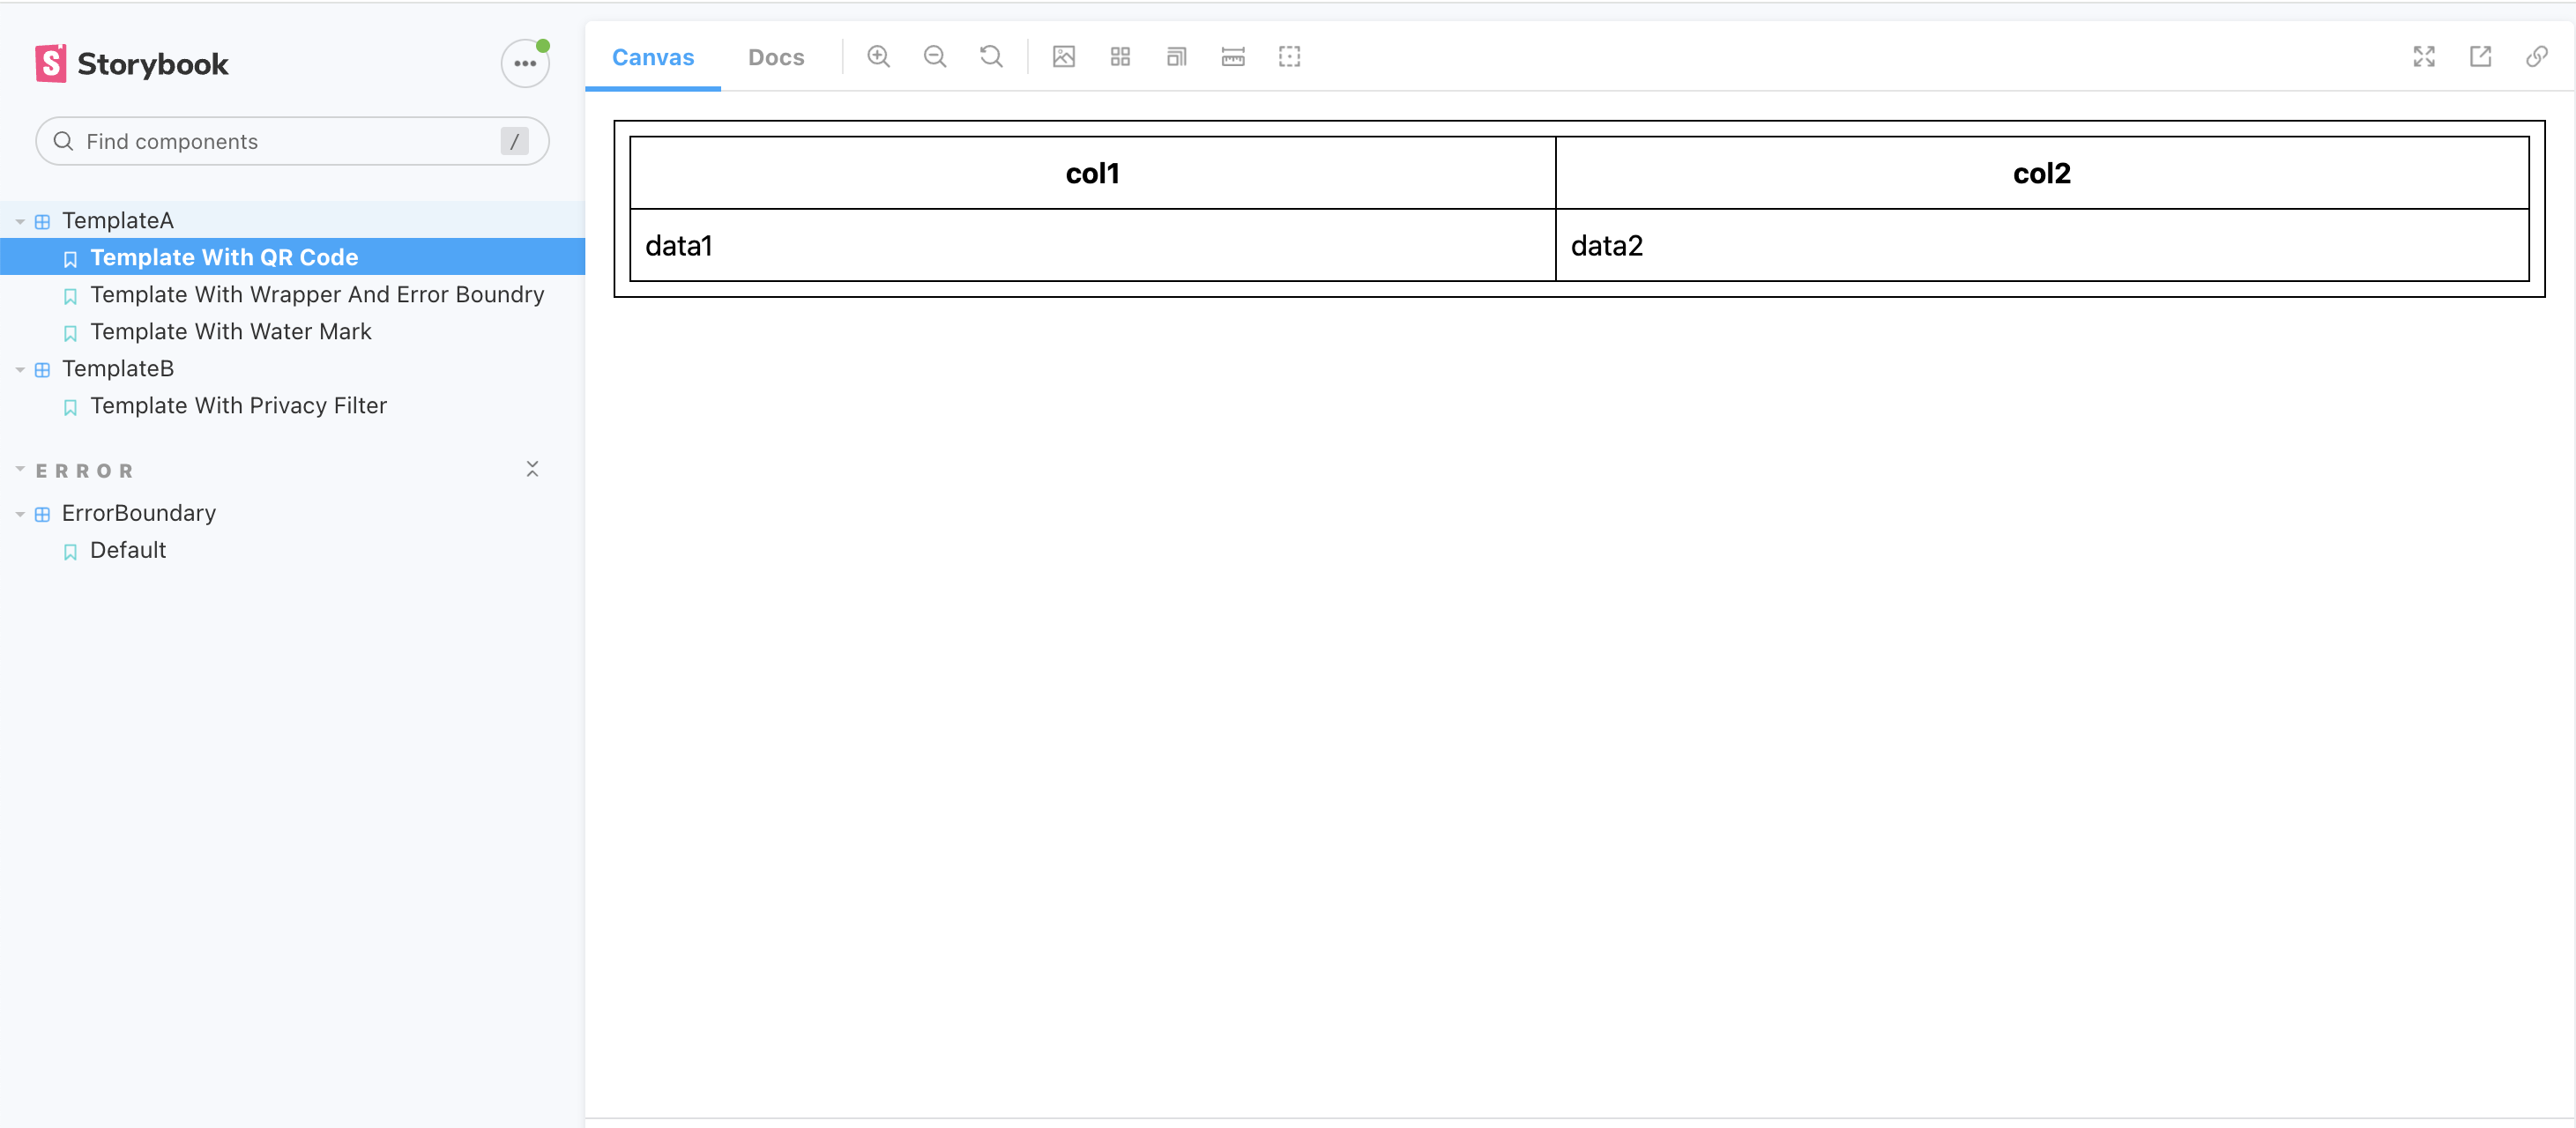 Storybook
Find components
/
TemplateA
Template With QR Code
Template With Wrapper And Error Boundry
Template With Water Mark
TemplateB
Template With Privacy Filter
ERROR
ErrorBoundary
Default
Canvas Docs
col1 col2
data1 data2